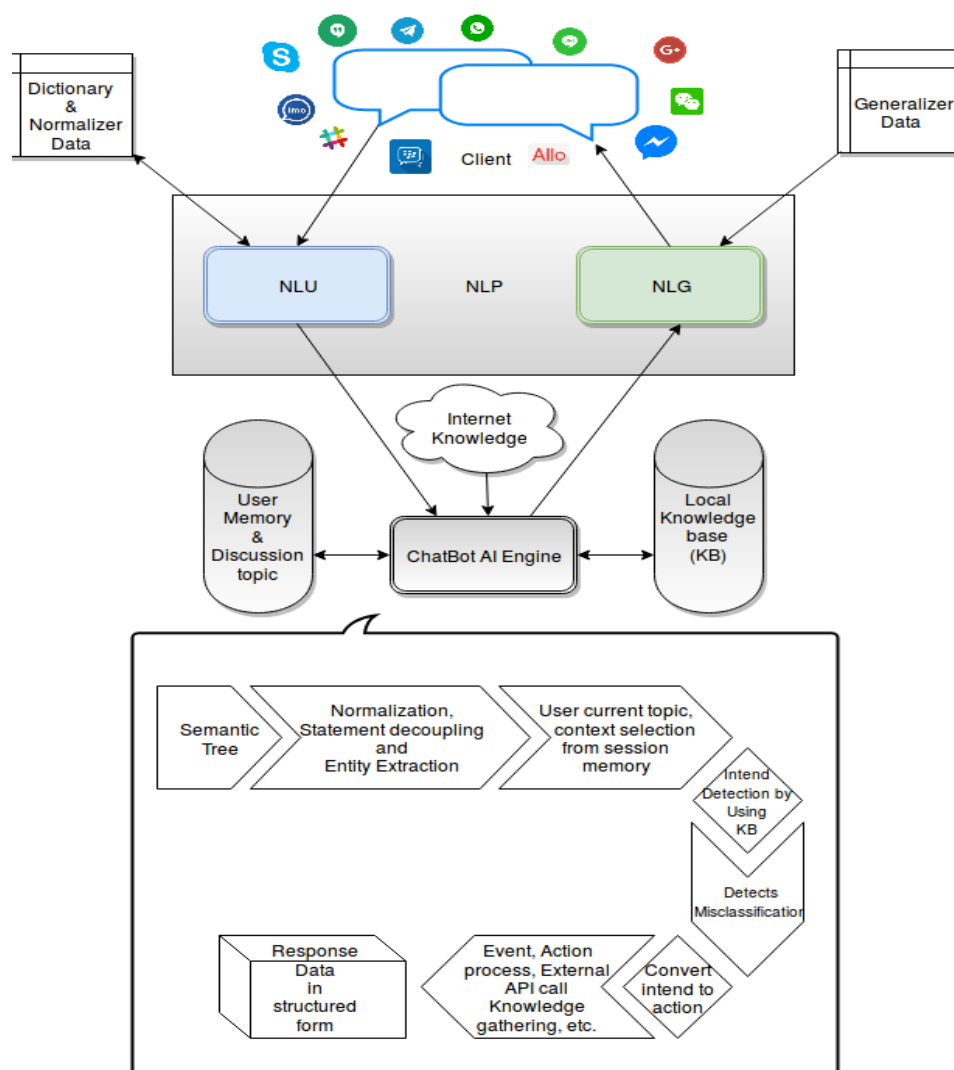 Dictionary
&
Normalizer
Data
S
imo
Client
Allo
G+
Generalizer
Data
NLU
NLP
NLG
Internet
Knowledge
User
Memory
&
Discussion
topic
ChatBot AI Engine
Local
Knowledge
base
(KB)
Semantic
Tree
Normalization,
Statement decoupling
and
Entity Extraction
User current topic,
context selection
from session
memory
Intend
Detection by
Using
KB
Detects
Misclassification
Convert
intend to
action
Event, Action
process, External
API call
Knowledge
gathering, etc.
Response
Data
in
structured
form